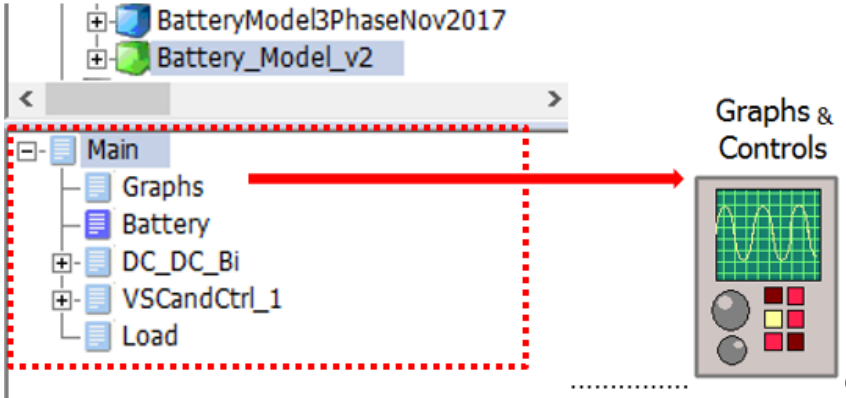 BatteryModel3PhaseNov2017
Battery_Model_v2
Main
Graphs
Battery
DC_DC_Bi
VSCandCtrl_1
Load
Graphs &
Controls